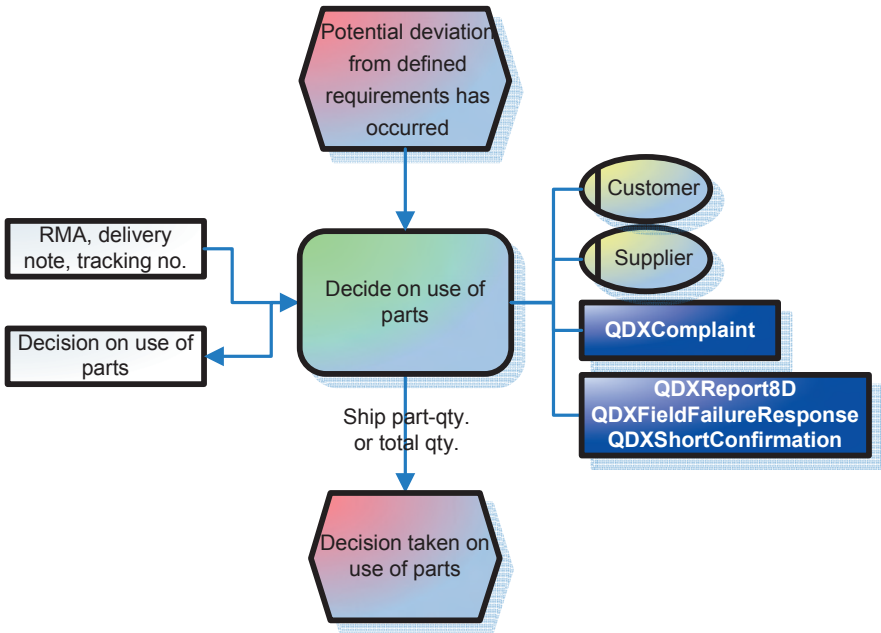 Potential deviation
from defined
requirements has
occurred
Customer
Supplier
RMA, delivery
note, tracking no.
Decide on use of
parts
Decision on use of
parts
QDXComplaint
QDXReport8D
QDXFieldFailureResponse
QDXShortConfirmation
Ship part-qty.
or total qty.
Decision taken on
use of parts